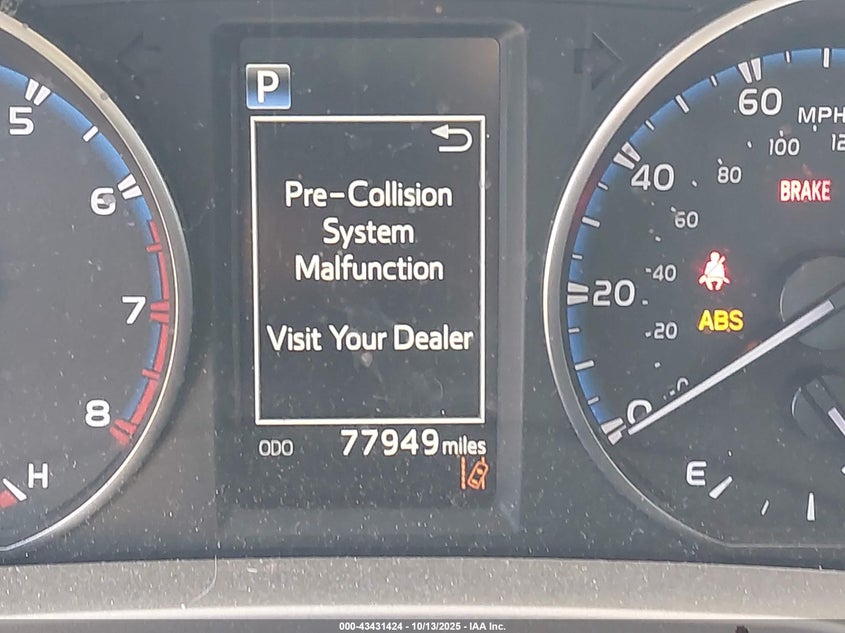 P
Pre-Collision
System
Malfunction
Visit Your Dealer
ODO 77949 miles
5
6
7
8
H
60
MPH
40
20
0
100
80
60
40
20
0
BRAKE
ABS
E
000-43431424 - 10/13/2025 - IAA Inc.